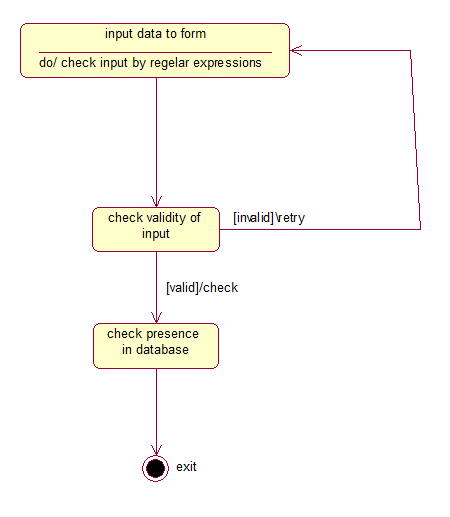 input data to form
do/ check input by regelar expressions
check validity of
input
[invalid]\retry
[valid]/check
check presence
in database
exit